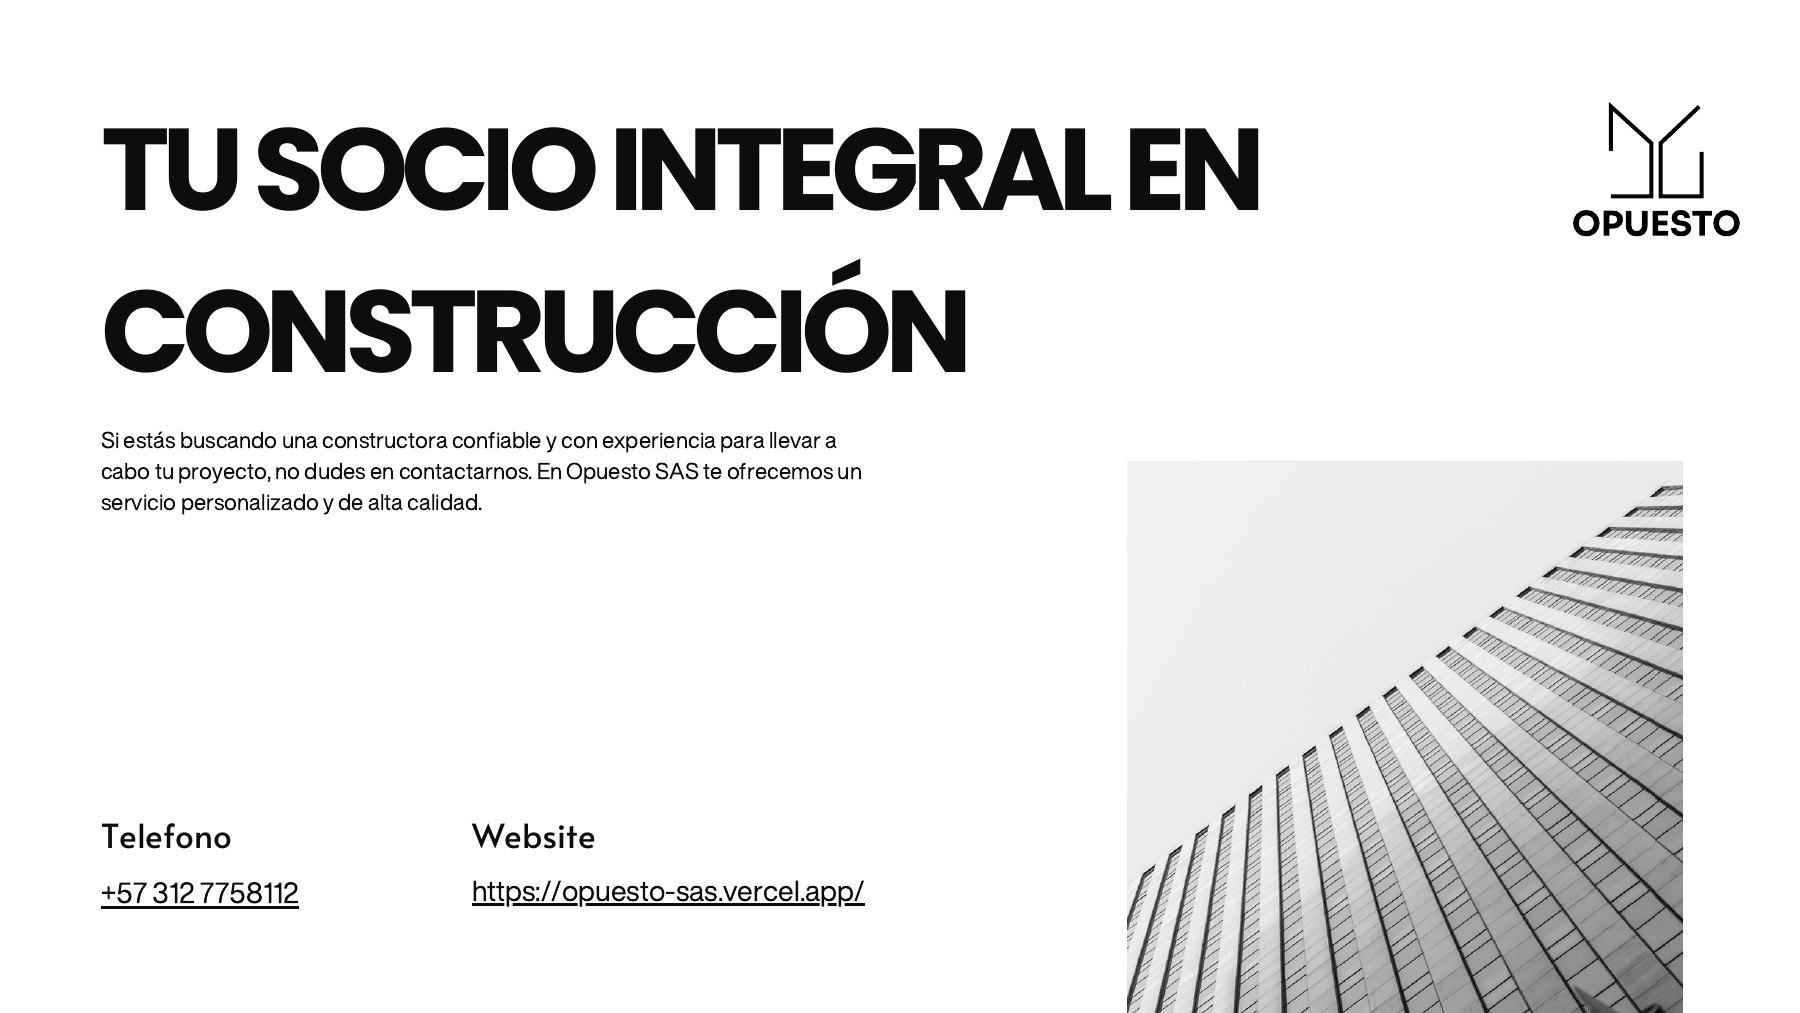 TU SOCIO INTEGRAL EN
CONSTRUCCIÓN
OPUESTO
Si estás buscando una constructora confiable y con experiencia para llevar a
cabo tu proyecto, no dudes en contactarnos. En Opuesto SAS te ofrecemos un
servicio personalizado y de alta calidad.
Telefono
+57 312 7758112
Website
https://opuesto-sas.vercel.app/